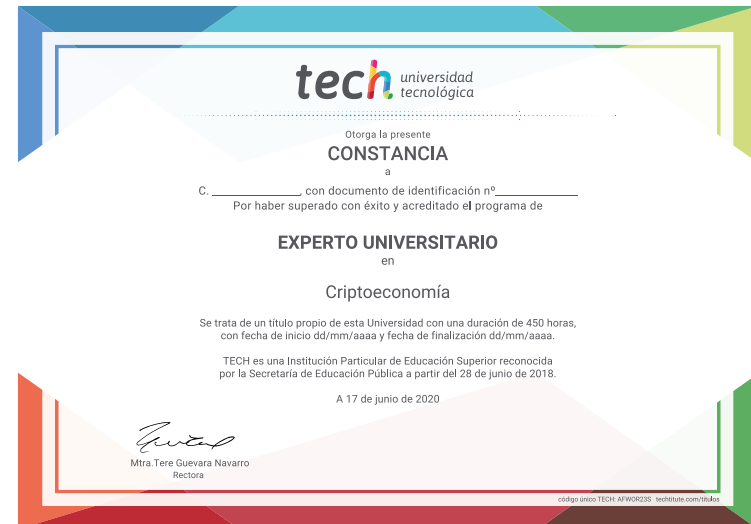 tech universidad
tecnológica
Otorga la presente
CONSTANCIA
a
C. ______________, con documento de identificación nº_____________
Por haber superado con éxito y acreditado el programa de
EXPERTO UNIVERSITARIO
en
Criptoeconomía
Se trata de un título propio de esta Universidad con una duración de 450 horas,
con fecha de inicio dd/mm/aaaa y fecha de finalización dd/mm/aaaa.
TECH es una Institución Particular de Educación Superior reconocida
por la Secretaría de Educación Pública a partir del 28 de junio de 2018.
A 17 de junio de 2020
Mtra.Tere Guevara Navarro
Rectora
código único TECH: AFWOR23S techtitute.com/titulos